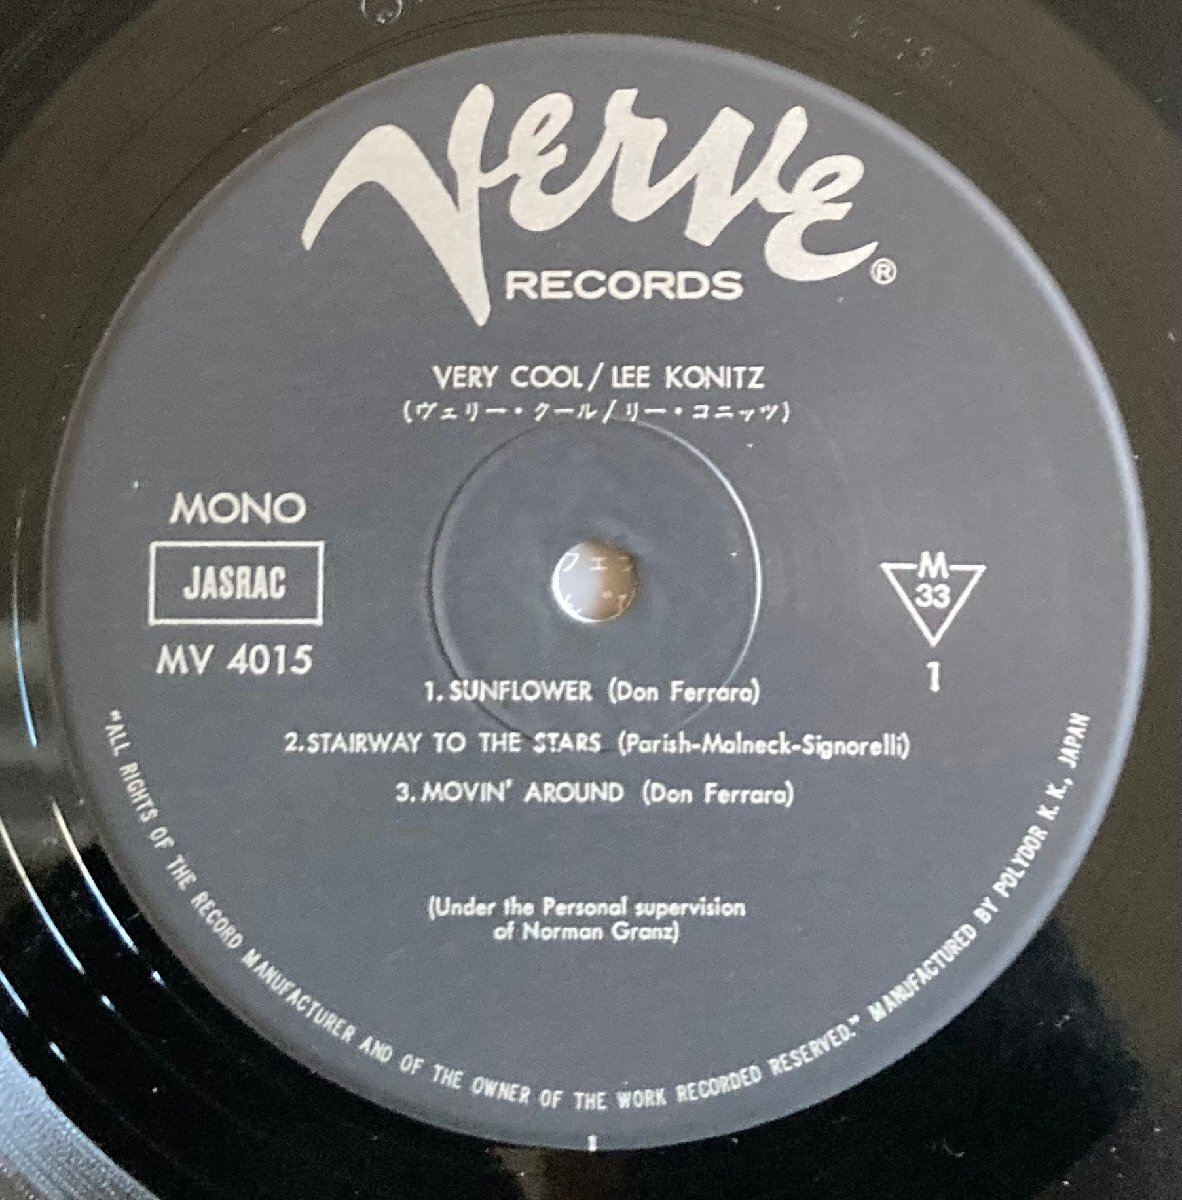 Verve®
RECORDS
VERY COOL/LEE KONITZ
(ヴェリー・クール/リー・コニッツ)
MONO
JASRAC
MV 4015
M
33
1
1. SUNFLOWER (Don Ferrara)
2. STAIRWAY TO THE STARS (Parish-Malneck-Signorelli)
3. MOVIN' AROUND (Don Ferrara)
(Under the Personal supervision
of Norman Granz)
"ALL RIGHTS OF THE RECORD MANUFACTURER AND OF THE OWNER OF THE WORK RECORDED RESERVED." MANUFACTURED BY POLYDOR K. K., JAPAN